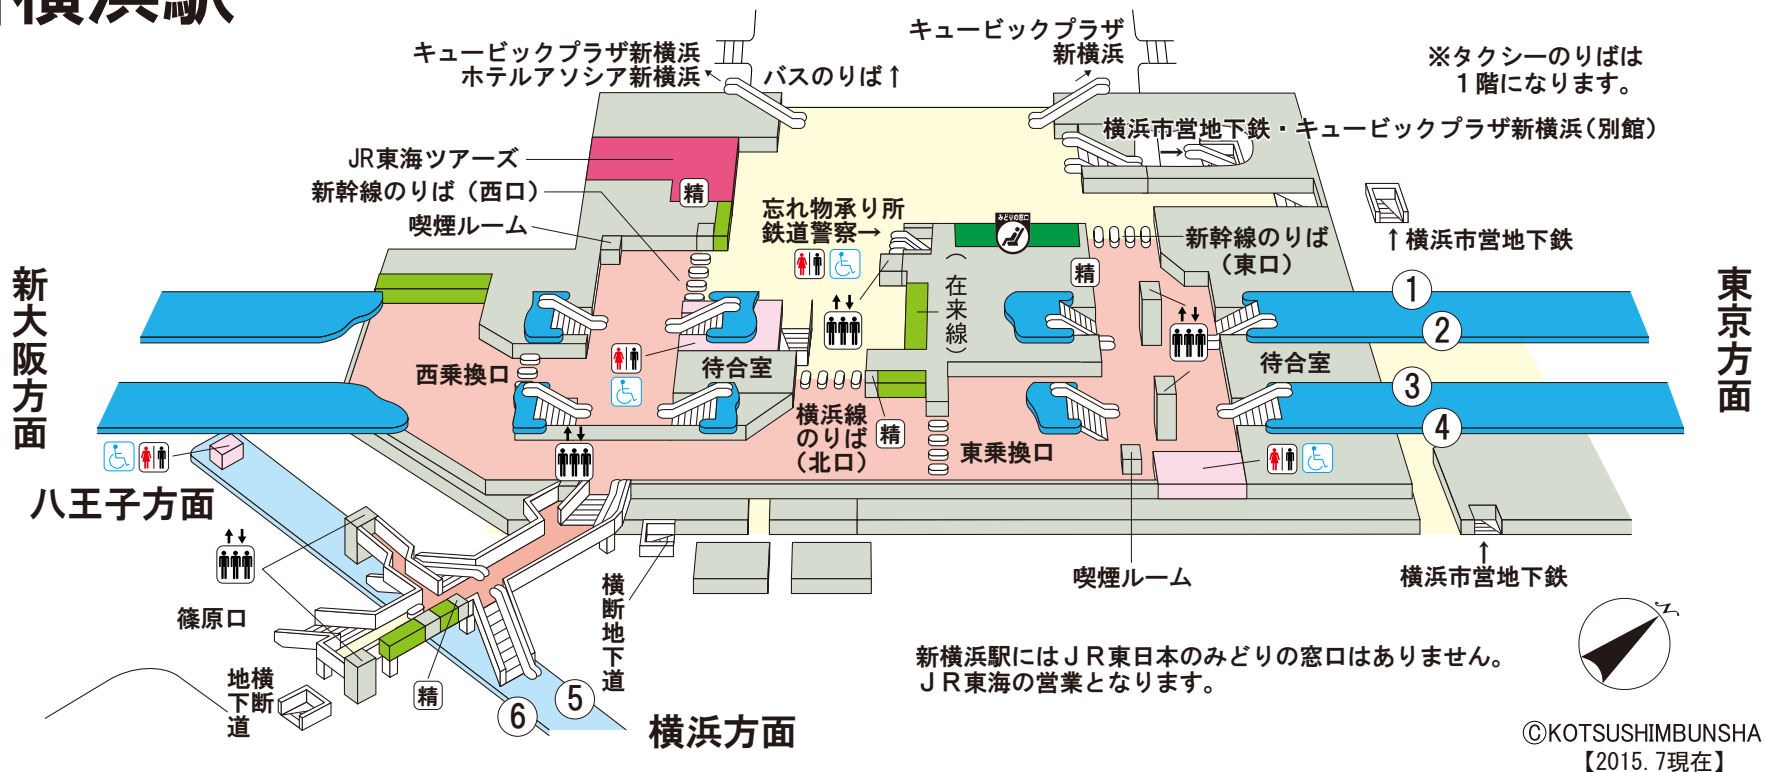 横浜駅
キュービックプラザ新横浜
ホテルアソシア新横浜
バスのりば↑
キュービックプラザ
新横浜
※タクシーのりばは
1階になります。
横浜市営地下鉄・キュービックプラザ新横浜(別館)
→
JR東海ツアーズ
新幹線のりば(西口)
喫煙ルーム
精
忘れ物承り所
鉄道警察→
みどりの窓口
(在来線)
新幹線のりば
(東口)
精
↑横浜市営地下鉄
新大阪方面
東京方面
1
2
3
4
西乗換口
待合室
待合室
横浜線
のりば
(北口)
精
東乗換口
八王子方面
篠原口
横断
地下道
精
横断地下道
5
6
横浜方面
喫煙ルーム
↑
横浜市営地下鉄
新横浜駅にはJR東日本のみどりの窓口はありません。
JR東海の営業となります。
N
©KOTSUSHIMBUNSHA
【2015.7現在】